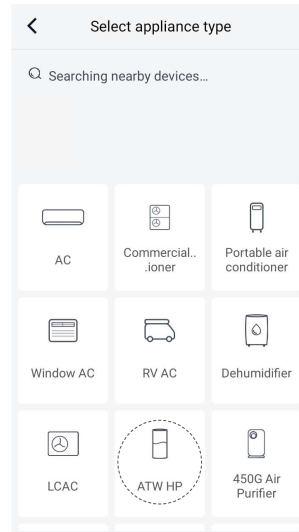 Select appliance type
Searching nearby devices...
AC
Commercial..
.ioner
Portable air
conditioner
Window AC
RV AC
Dehumidifier
LCAC
ATW HP
450G Air
Purifier